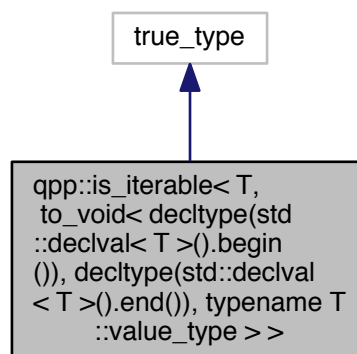 true_type
qpp::is_iterable< T,
to_void< decltype(std
::declval< T >().begin
()), decltype(std::declval
< T >().end()), typename T
::value_type > >